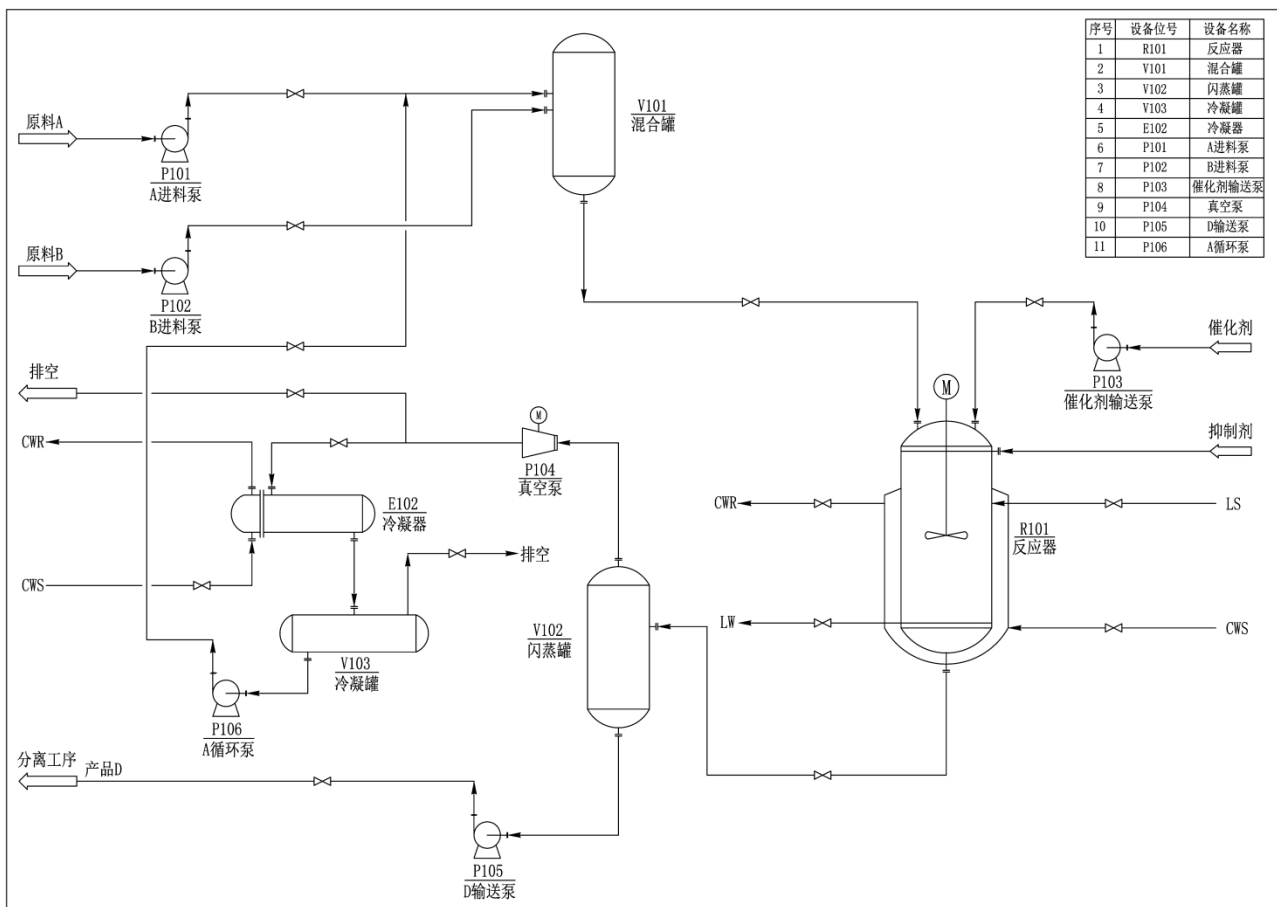 序号 设备位号 设备名称
1 R101 反应器
2 V101 混合罐
3 V102 闪蒸罐
4 V103 冷凝罐
5 E102 冷凝器
6 P101 A进料泵
7 P102 B进料泵
8 P103 催化剂输送泵
9 P104 真空泵
10 P105 D输送泵
11 P106 A循环泵
V101
混合罐
原料A
P101
A进料泵
原料B
P102
B进料泵
催化剂
P103
催化剂输送泵
排空
M
CWR
M
P104
真空泵
抑制剂
E102
冷凝器
CWR
LS
R101
反应器
排空
CWS
V102
闪蒸罐
LW
CWS
V103
冷凝罐
P106
A循环泵
分离工序
产品D
P105
D输送泵